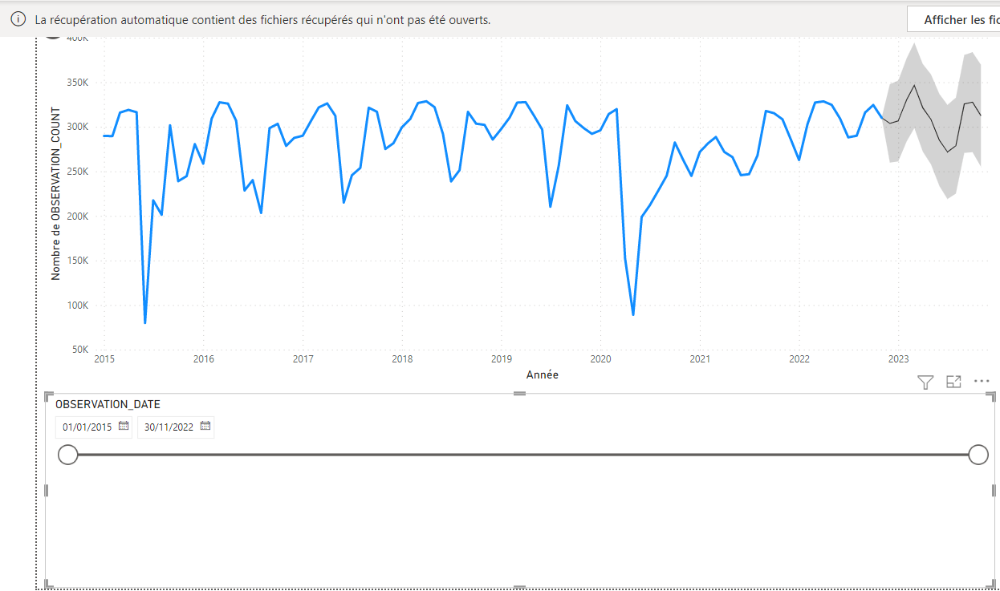 La récupération automatique contient des fichiers récupérés qui n'ont pas été ouverts.
Afficher les fic
400K
350K
300K
250K
200K
150K
100K
50K
Nombre de OBSERVATION_COUNT
2015 2016 2017 2018 2019 2020 2021 2022 2023
Année
OBSERVATION_DATE
01/01/2015 30/11/2022